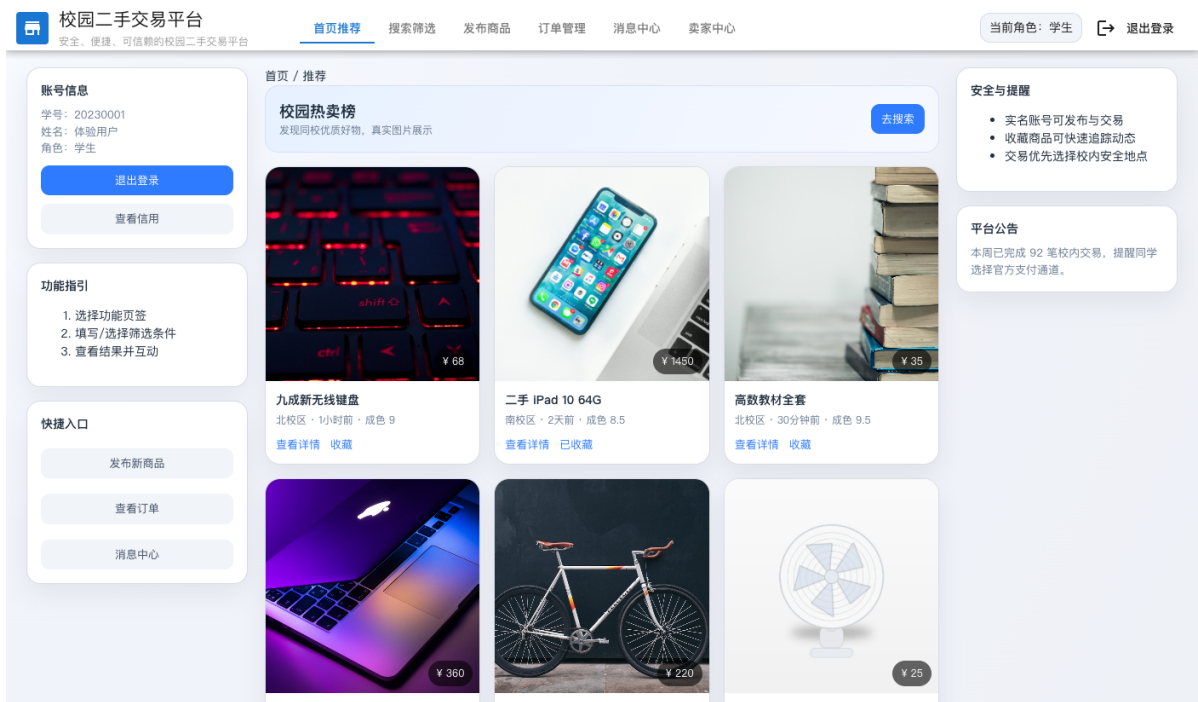 校园二手交易平台
安全、便捷、可信赖的校园二手交易平台
首页推荐
搜索筛选
发布商品
订单管理
消息中心
卖家中心
当前角色：学生
退出登录
账号信息
学号：20230001
姓名：体验用户
角色：学生
退出登录
查看信用
功能指引
1. 选择功能页签
2. 填写/选择筛选条件
3. 查看结果并互动
快捷入口
发布新商品
查看订单
消息中心
首页 / 推荐
校园热卖榜
发现同校优质好物，真实图片展示
去搜索
shift
ctrl
¥ 68
九成新无线键盘
北校区 · 1小时前 · 成色 9
查看详情 收藏
¥ 1450
二手 iPad 10 64G
南校区 · 2天前 · 成色 8.5
查看详情 已收藏
¥ 35
高数教材全套
北校区 · 30分钟前 · 成色 9.5
查看详情 收藏
¥ 360
¥ 220
¥ 25
安全与提醒
• 实名账号可发布与交易
• 收藏商品可快速追踪动态
• 交易优先选择校内安全地点
平台公告
本周已完成 92 笔校内交易，提醒同学
选择官方支付通道。